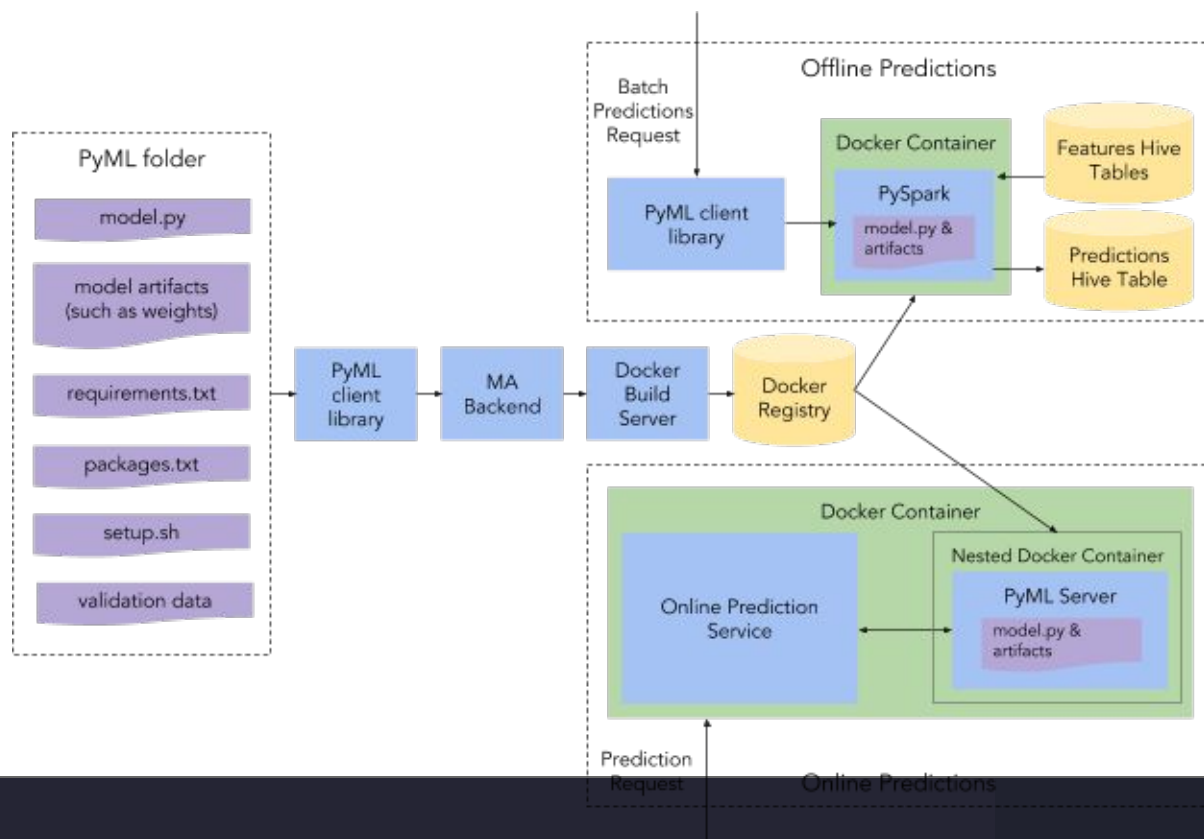 PyML folder
model.py
model artifacts
(such as weights)
requirements.txt
packages.txt
setup.sh
validation data
PyML
client
library
MA
Backend
Docker
Build
Server
Docker
Registry
Offline Predictions
Batch
Predictions
Request
PyML client
library
Docker Container
PySpark
model.py &
artifacts
Features Hive
Tables
Predictions
Hive Table
Docker Container
Online Prediction
Service
Nested Docker Container
PyML Server
model.py &
artifacts
Prediction
Request
Online Predictions